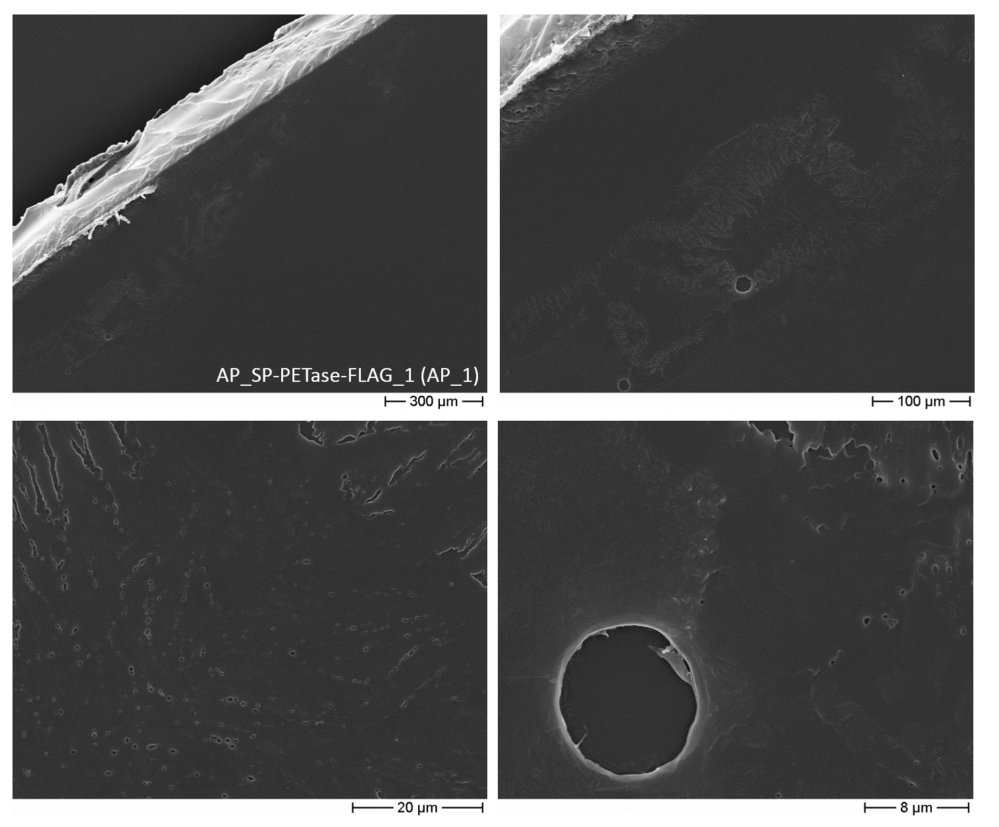 AP_SP-PETase-FLAG_1 (AP_1)
300 µm
100 µm
20 µm
8 µm